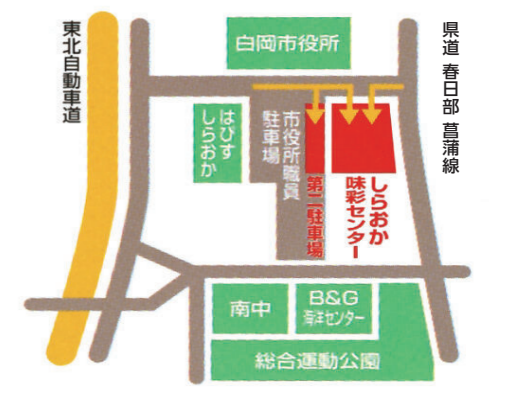 東北自動車道
白岡市役所
県道 春日部 菖蒲線
はぴす
しらおか
市役所職員
駐車場
第二駐車場
しらおか
味彩センター
南中
B&G
海洋センター
総合運動公園